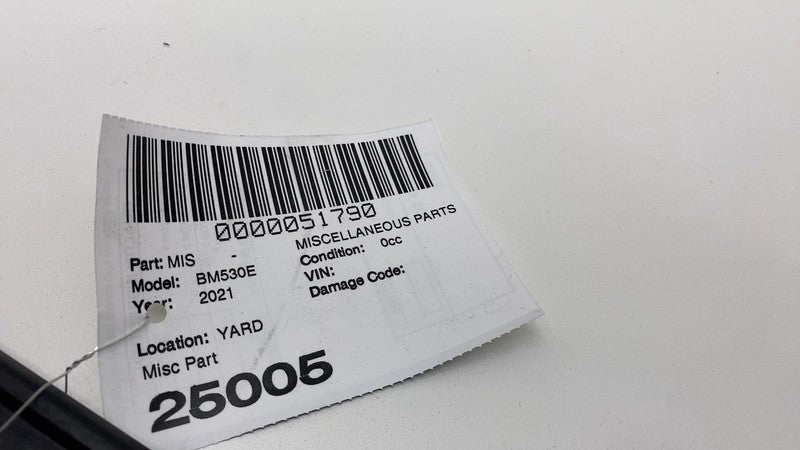 0000051790
Part: MIS - MISCELLANEOUS PARTS
Model: BM530E Condition: 0cc
Year: 2021 VIN:
Damage Code:
Location: YARD
Misc Part
25005